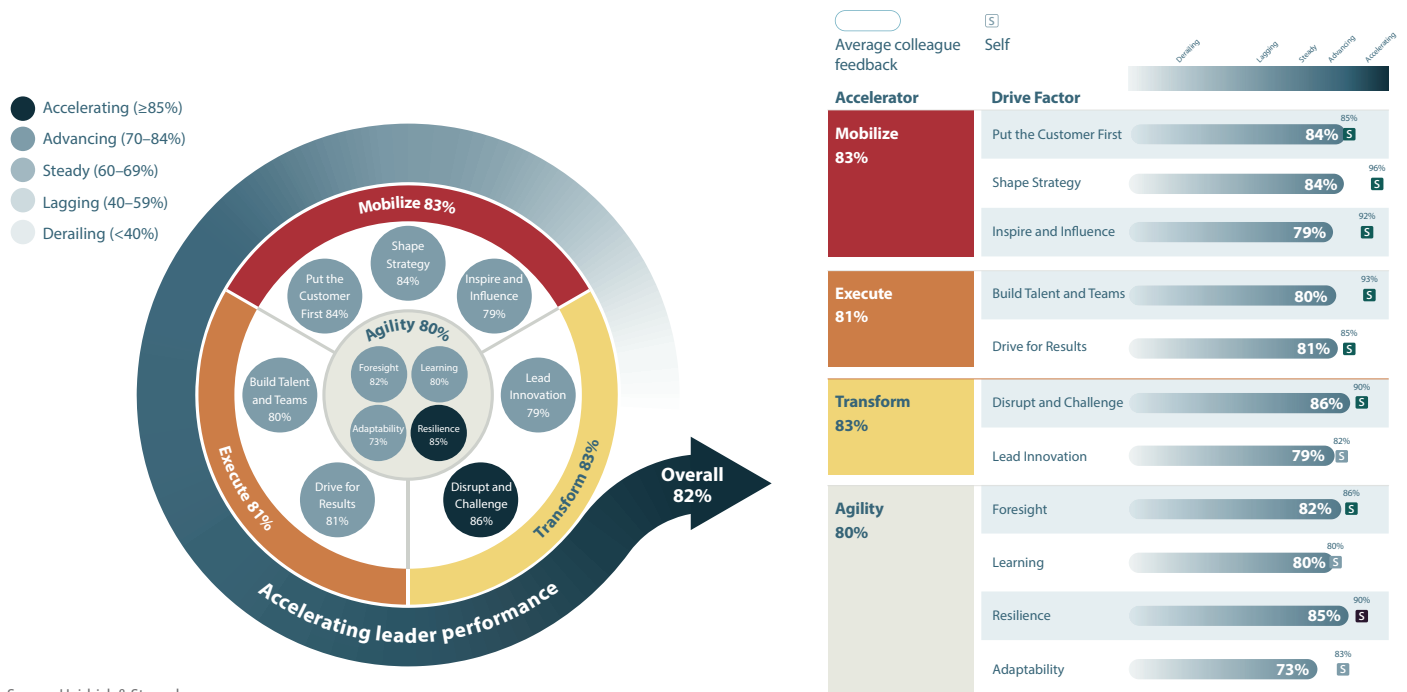 Accelerating (≥85%)
Advancing (70–84%)
Steady (60–69%)
Lagging (40–59%)
Derailing (<40%)
Mobilize 83%
Shape
Strategy
84%
Put the
Customer
First 84%
Inspire and
Influence
79%
Agility 80%
Foresight
82%
Learning
80%
Adaptability
73%
Resilience
85%
Build Talent
and Teams
80%
Lead
Innovation
79%
Drive for
Results
81%
Disrupt and
Challenge
86%
Execute 81%
Transform 83%
Overall
82%
Accelerating leader performance
Average colleague
feedback
S
Self
Derailing
Lagging
Steady
Advancing
Accelerating
Accelerator
Drive Factor
Mobilize
83%
Put the Customer First
84%
85%
S
Shape Strategy
84%
96%
S
Inspire and Influence
79%
92%
S
Execute
81%
Build Talent and Teams
80%
93%
S
Drive for Results
81%
85%
S
Transform
83%
Disrupt and Challenge
86%
90%
S
Lead Innovation
79%
82%
S
Agility
80%
Foresight
82%
86%
S
Learning
80%
80%
S
Resilience
85%
90%
S
Adaptability
73%
83%
S